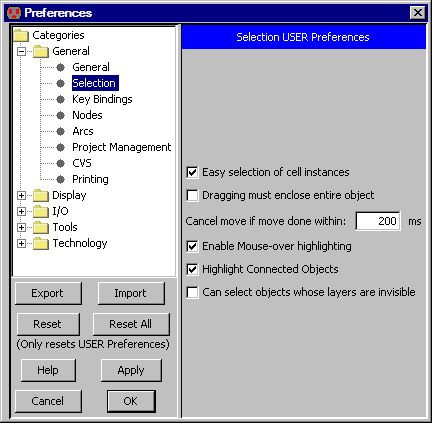 Preferences
Categories
General
General
Selection
Key Bindings
Nodes
Arcs
Project Management
CVS
Printing
Display
I/O
Tools
Technology
Export
Import
Reset
Reset All
(Only resets USER Preferences)
Help
Apply
Cancel
OK
Selection USER Preferences
Easy selection of cell instances
Dragging must enclose entire object
Cancel move if move done within: 200 ms
Enable Mouse-over highlighting
Highlight Connected Objects
Can select objects whose layers are invisible